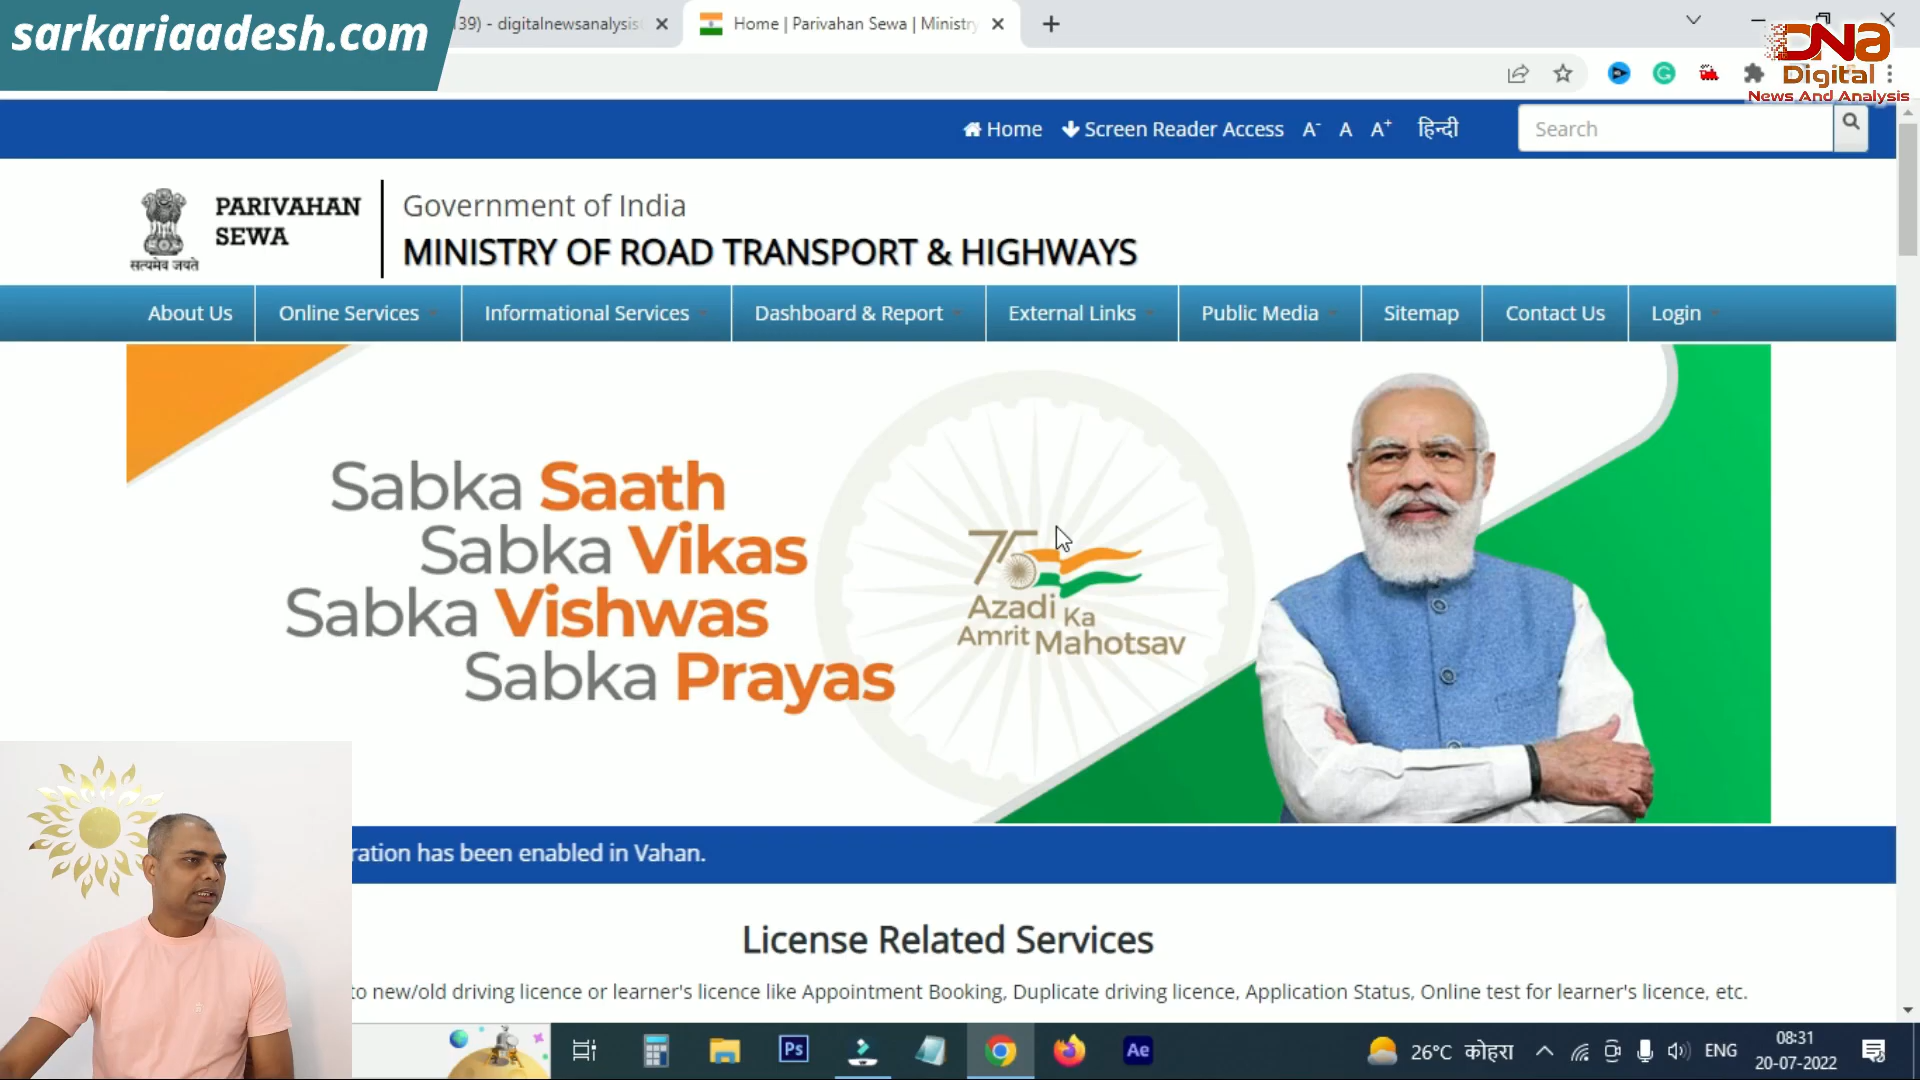 sarkariaadesh.com
39) - digitalnewsanalysis
Home | Parivahan Sewa | Ministry
DNA
Digital
News And Analysis
Home Screen Reader Access A- A A+ हिन्दी Search
PARIVAHAN
SEWA
सत्यमेव जयते
Government of India
MINISTRY OF ROAD TRANSPORT & HIGHWAYS
About Us Online Services Informational Services Dashboard & Report External Links Public Media Sitemap Contact Us Login
Sabka Saath
Sabka Vikas
Sabka Vishwas
Sabka Prayas
75
Azadi Ka
Amrit Mahotsav
ration has been enabled in Vahan.
License Related Services
to new/old driving licence or learner's licence like Appointment Booking, Duplicate driving licence, Application Status, Online test for learner's licence, etc.
Ps
Ae
26°C कोहरा
ENG
08:31
20-07-2022